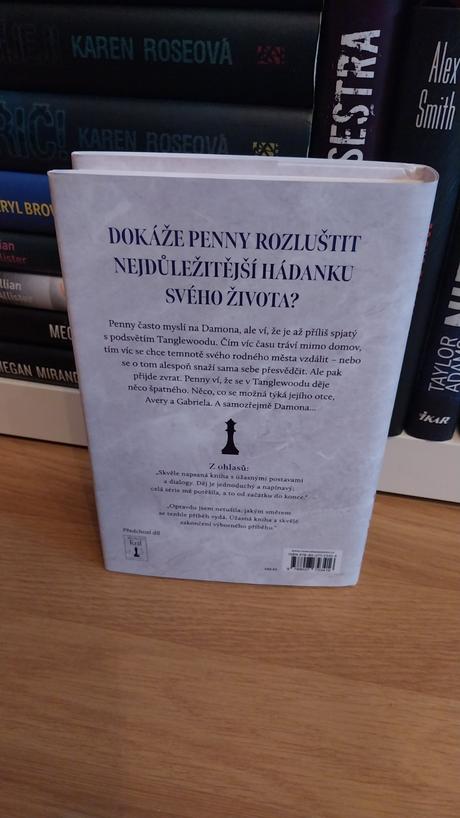 KAREN ROSEOVÁ
KAREN ROSEOVÁ
SESTRA
Alex
Smith
TAYLOR
ADAMS
IKAR
MEGAN MIRAND
DOKÁŽE PENNY ROZLUŠTIT
NEJDŮLEŽITĚJŠÍ HÁDANKU
SVÉHO ŽIVOTA?
Penny často myslí na Damona, ale ví, že je až příliš spjatý
s podsvětím Tanglewoodu. Čím víc času tráví mimo domov,
tím víc se chce temnotě svého rodného města vzdálit – nebo
se o tom alespoň snaží sama sebe přesvědčit. Ale pak
přijde zvrat. Penny ví, že se v Tanglewoodu děje
něco špatného. Něco, co se možná týká jejího otce,
Avery a Gabriela. A samozřejmě Damona...
Z ohlasů:
„Skvěle napsaná kniha s úžasnými postavami
a dialogy. Děj je jednoduchý a napínavý;
celá série mě potěšila, a to od začátku do konce.“
„Opravdu jsem netušila, jakým směrem
se tenhle příběh vydá. Úžasná kniha a skvělé
zakončení výborného příběhu.“
Předchozí díl